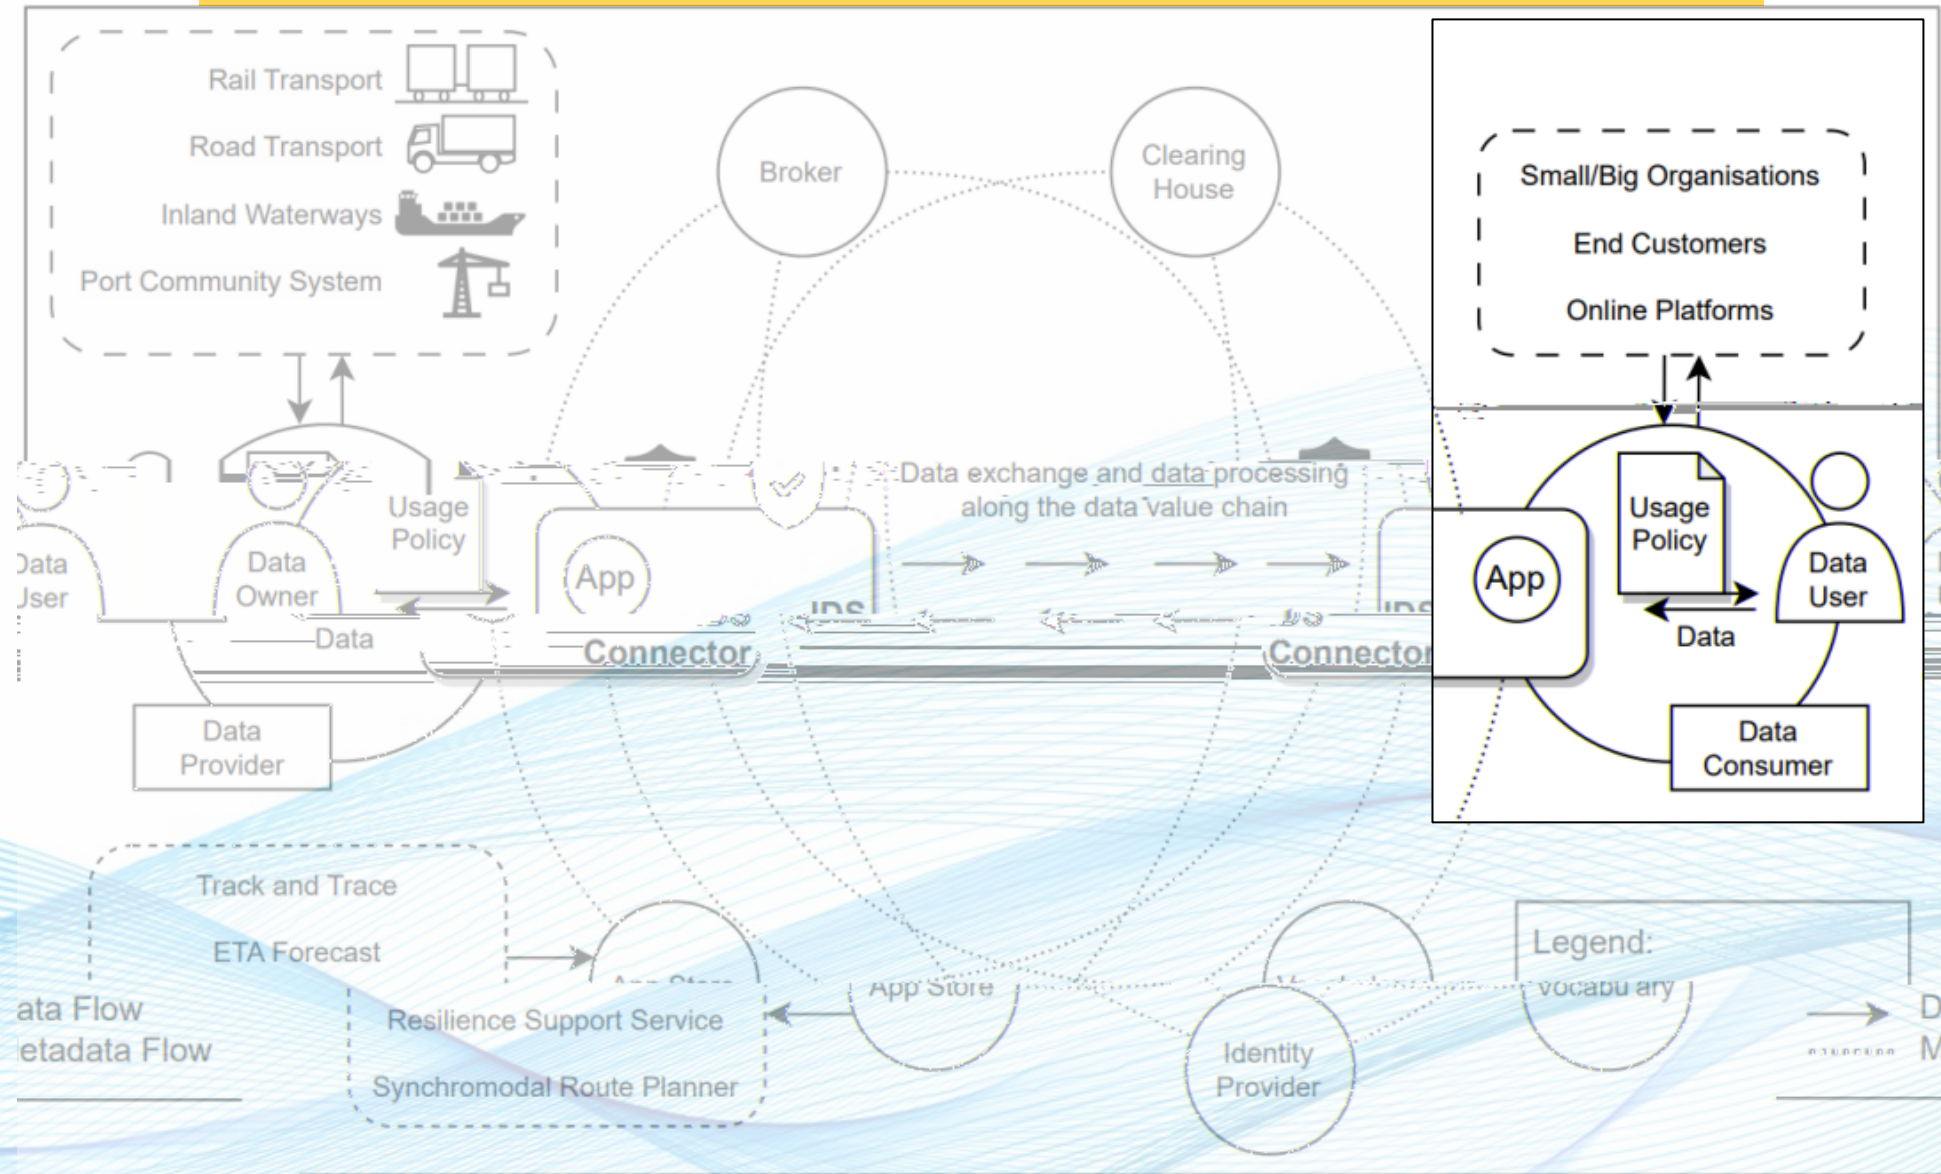 Rail Transport
Road Transport
Inland Waterways
Port Community System
Broker
Clearing
House
Small/Big Organisations
End Customers
Online Platforms
Data exchange and data processing
along the data value chain
Data
Owner
Usage
Policy
App
Data
Connector
Connector
App
Usage
Policy
Data
User
Data
Data
Provider
Data
Consumer
Track and Trace
ETA Forecast
Resilience Support Service
Synchromodal Route Planner
App Store
Identity
Provider
Legend:
ata Flow
etadata Flow